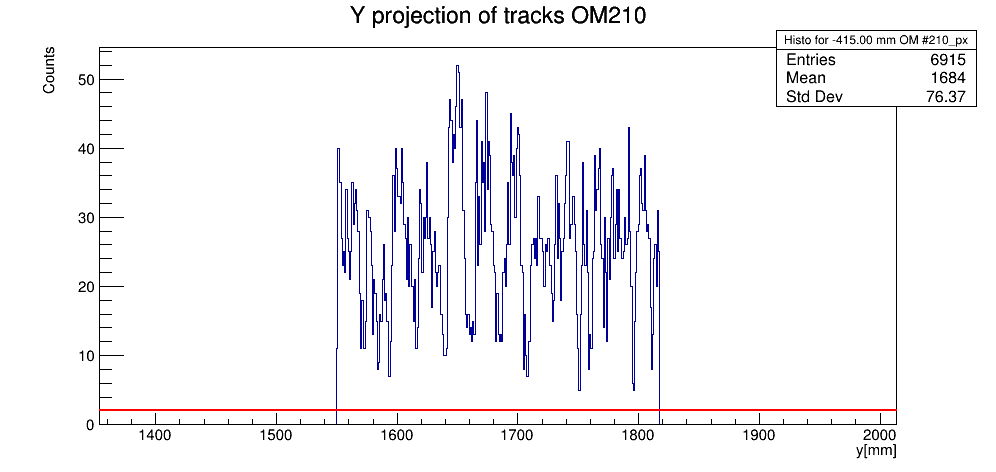 Y projection of tracks OM210
Histo for -415.00 mm OM #210_px
Entries 6915
Mean 1684
Std Dev 76.37
Counts
50
40
30
20
10
0
1400 1500 1600 1700 1800 1900 2000
y[mm]